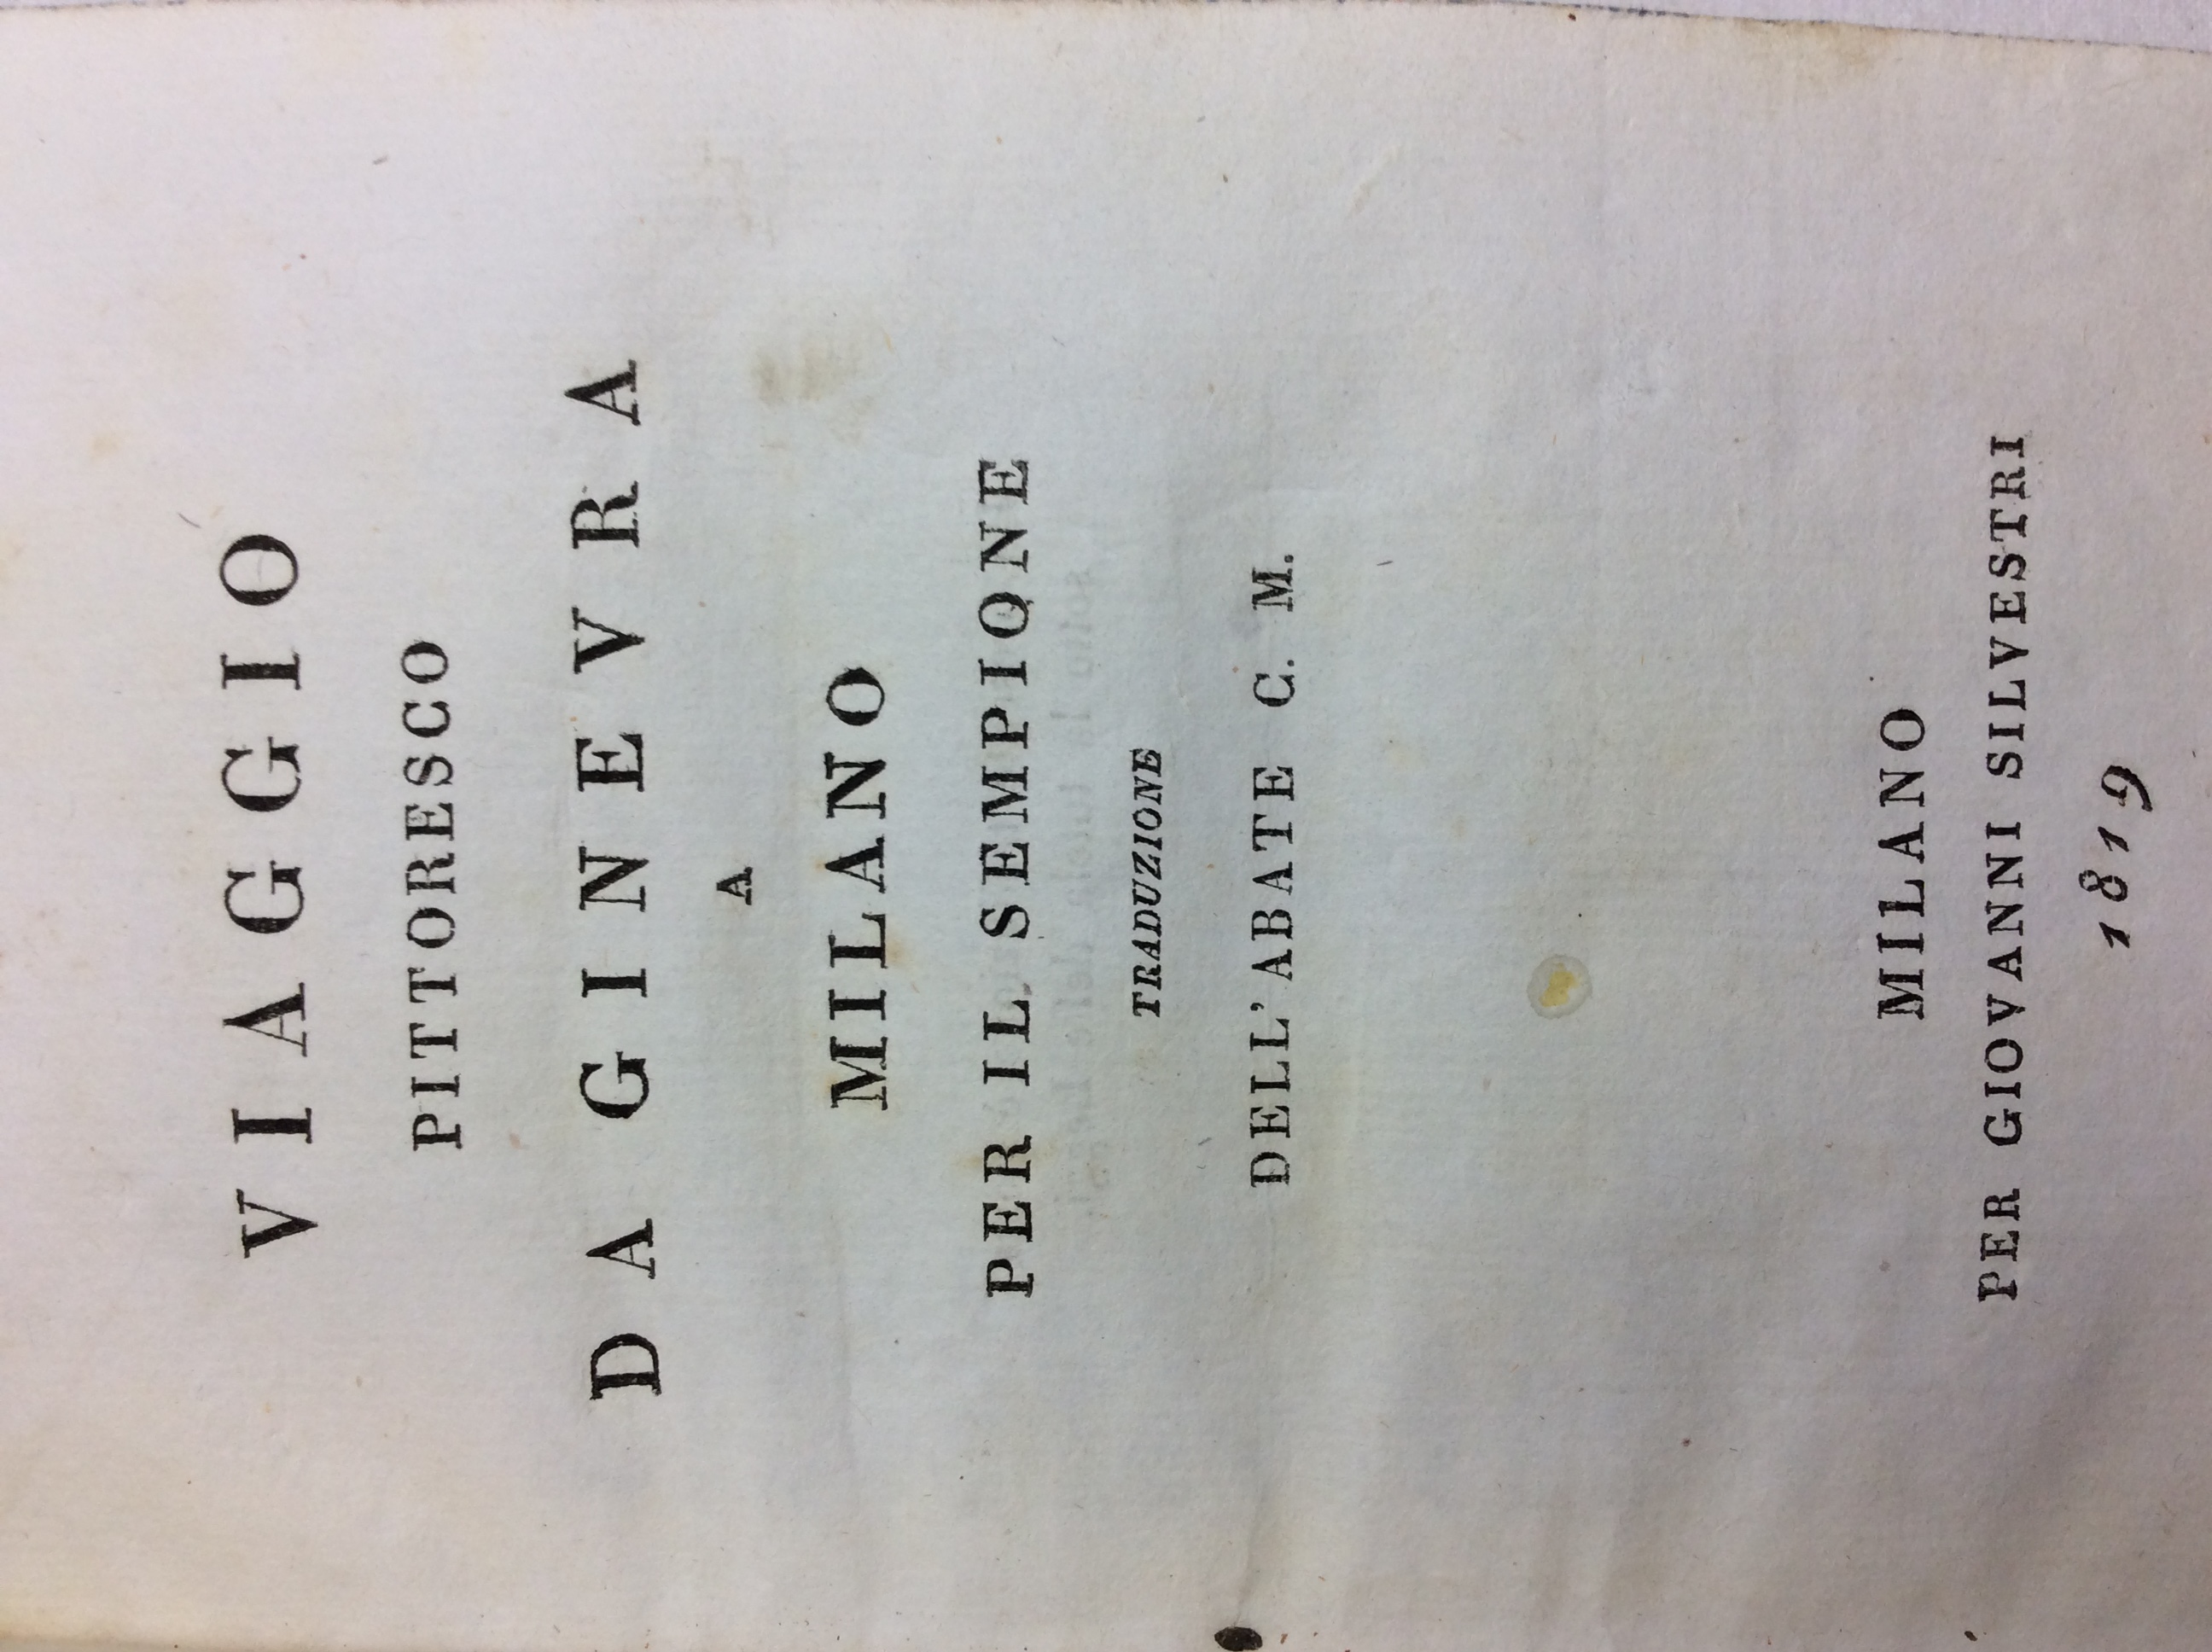 VIAGGIO
PITTORESCO
DA GINEVRA
A
MILANO
PER IL SEMPIONE
TRADUZIONE
DELL' ABATE C. M.
MILANO
PER GIOVANNI SILVESTRI
1819